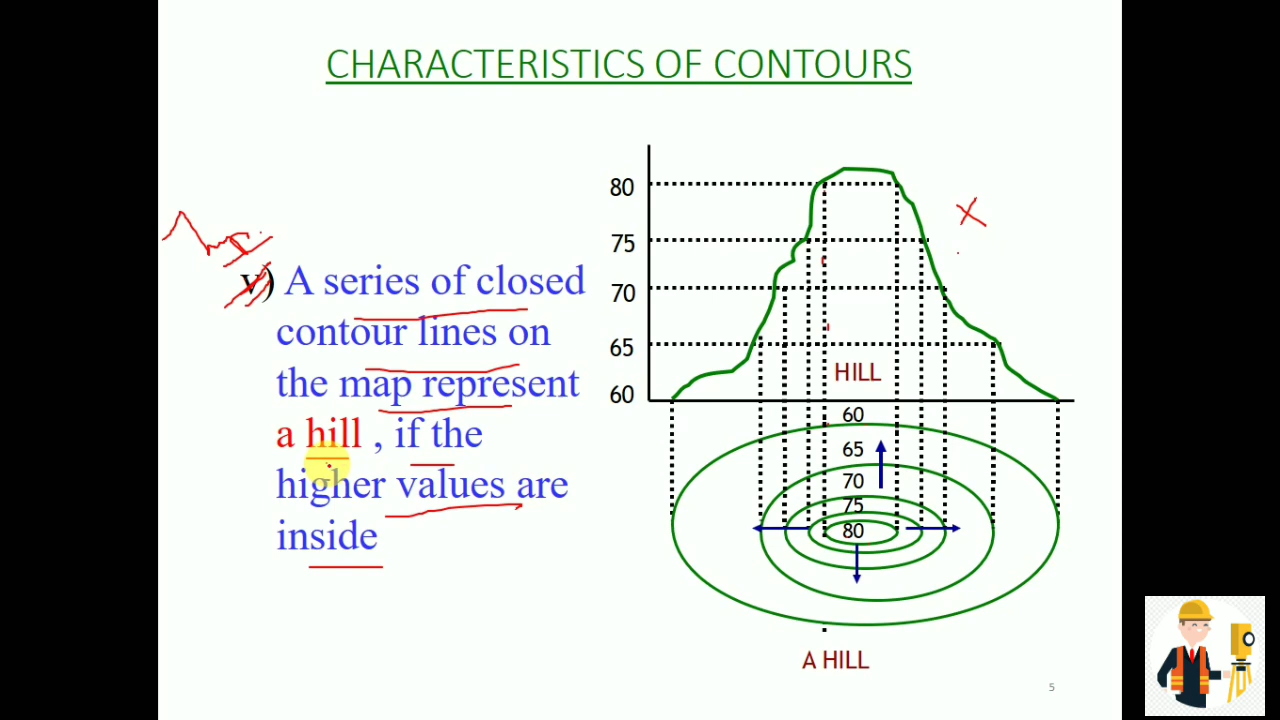 CHARACTERISTICS OF CONTOURS
v) A series of closed
contour lines on
the map represent
a hill , if the
higher values are
inside
80
75
70
65
60
HILL
60
65
70
75
80
A HILL
5